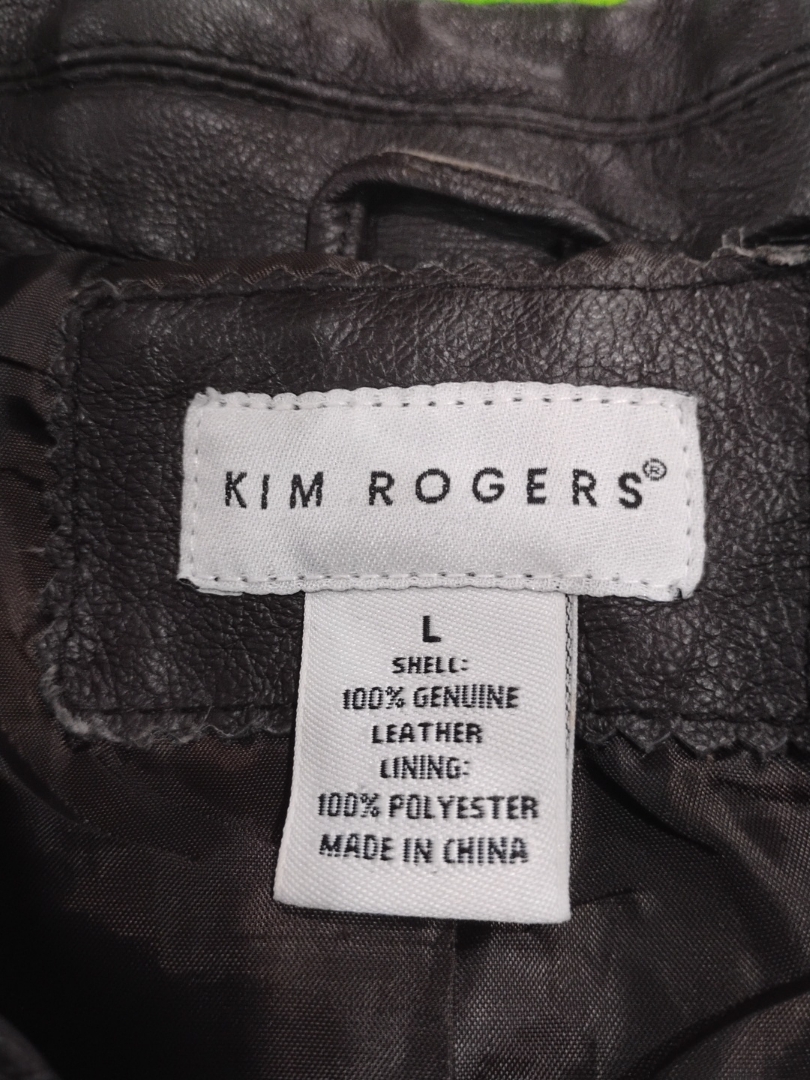 KIM ROGERS®
L
SHELL:
100% GENUINE
LEATHER
LINING:
100% POLYESTER
MADE IN CHINA